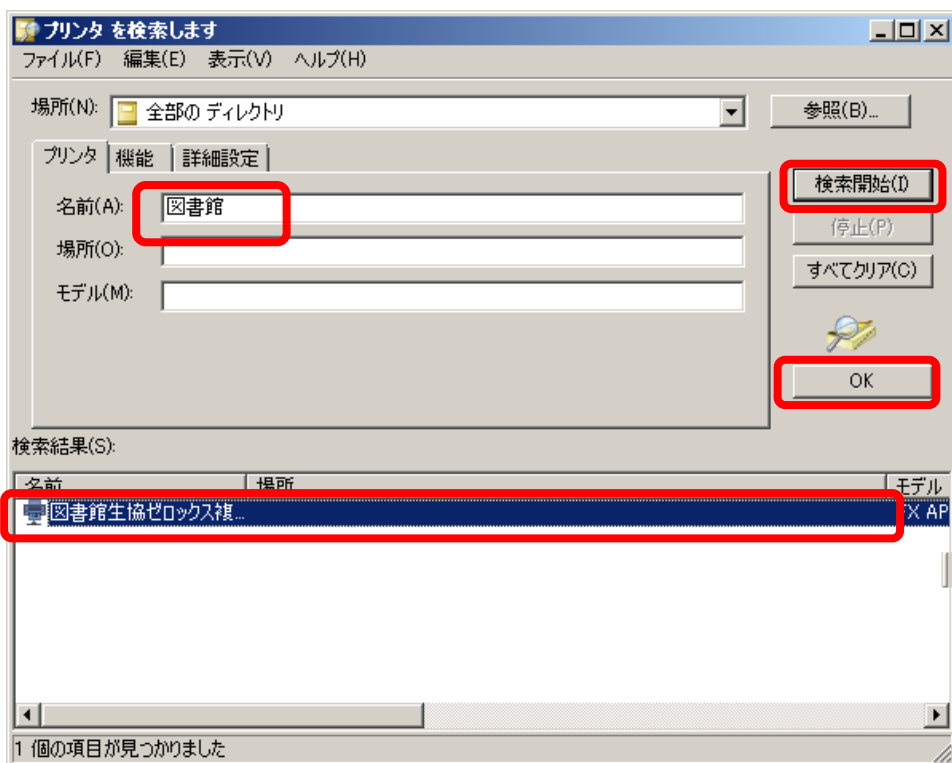 プリンタ を検索します
ファイル(F) 編集(E) 表示(V) ヘルプ(H)
場所(N): 全部の ディレクトリ 参照(B)...
プリンタ 機能 詳細設定
検索開始(I)
名前(A): 図書館
停止(P)
場所(O):
すべてクリア(C)
モデル(M):
OK
検索結果(S):
名前 場所 モデル
図書館生協ゼロックス複... FX AP
1 個の項目が見つかりました